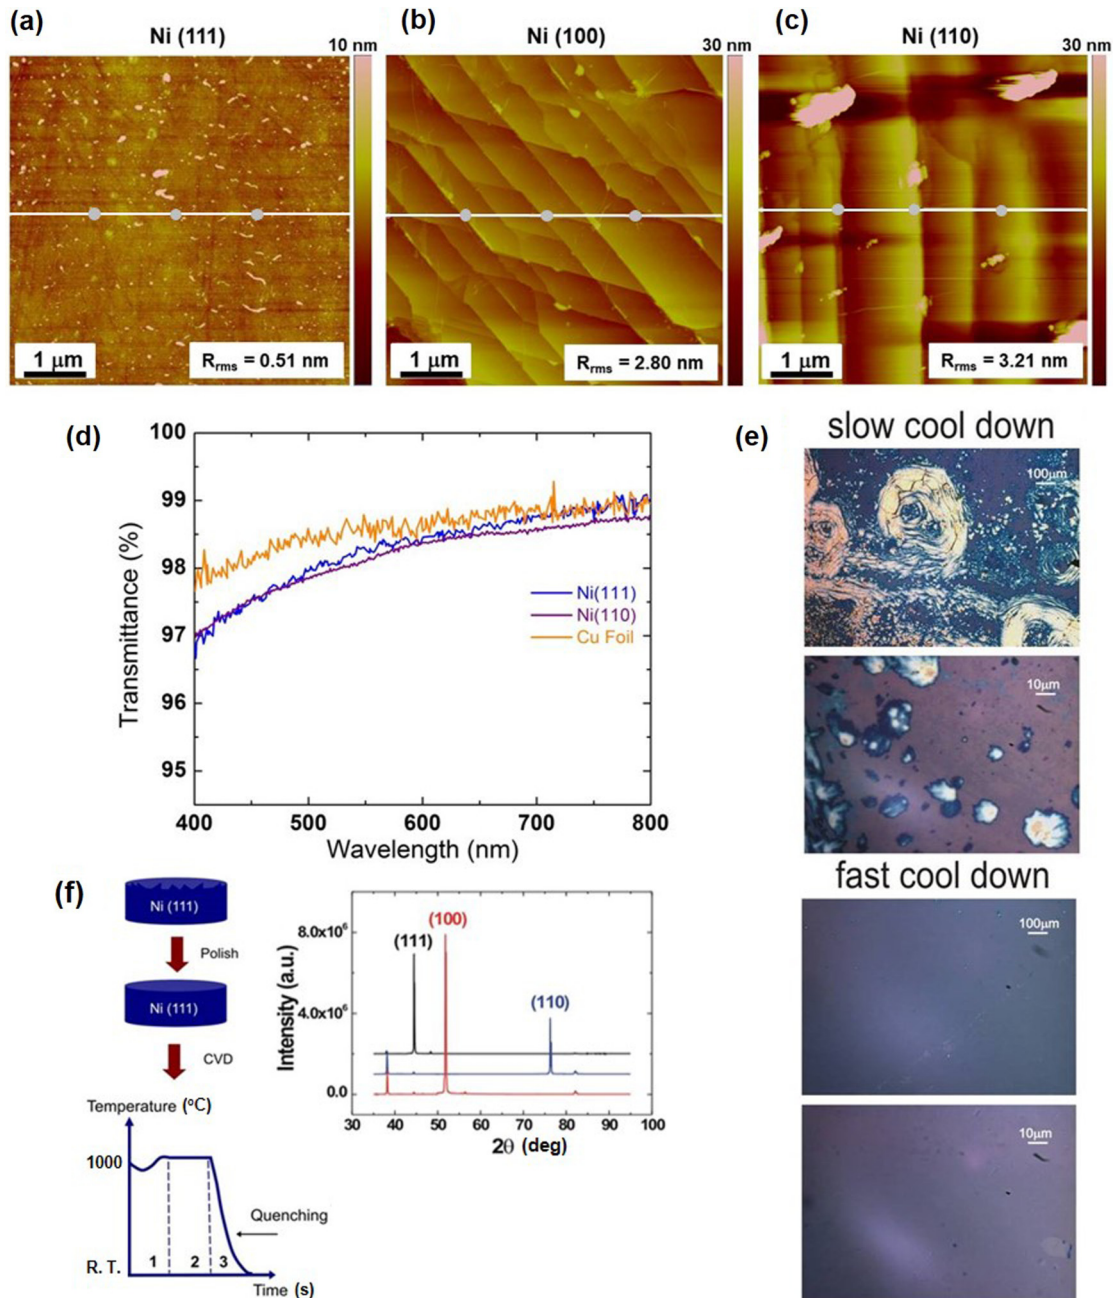 (a)
Ni (111)
10 nm
1 μm
Rrms = 0.51 nm
(b)
Ni (100)
30 nm
1 μm
Rrms = 2.80 nm
(c)
Ni (110)
30 nm
1 μm
Rrms = 3.21 nm
(d)
Transmittance (%)
100
99
98
97
96
95
Ni(111)
Ni(110)
Cu Foil
400 500 600 700 800
Wavelength (nm)
(e)
slow cool down
100μm
10μm
fast cool down
100μm
10μm
(f)
Ni (111)
Polish
Ni (111)
CVD
Temperature (°C)
1000
Quenching
R. T.
1 2 3
Time (s)
Intensity (a.u.)
8.0x10⁶
4.0x10⁶
0.0
(111)
(100)
(110)
30 40 50 60 70 80 90 100
2θ (deg)